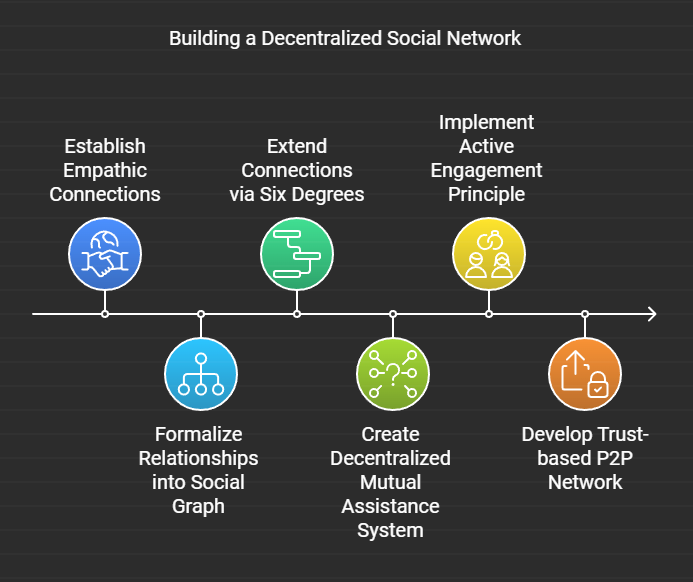 Building a Decentralized Social Network
Establish
Empathic
Connections
Extend
Connections
via Six Degrees
Implement
Active
Engagement
Principle
Formalize
Relationships
into Social
Graph
?
Create
Decentralized
Mutual
Assistance
System
Develop Trust-
based P2P
Network